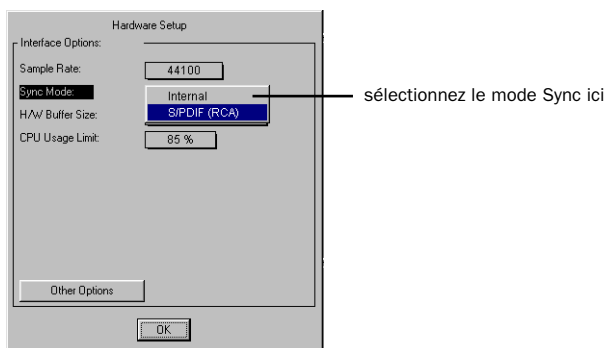 Hardware Setup
Interface Options:
Sample Rate: 44100
Sync Mode: Internal
S/PDIF (RCA)
H/W Buffer Size:
CPU Usage Limit: 85 %
Other Options
OK
sélectionnez le mode Sync ici